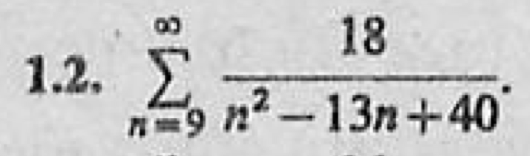 1.2. $\sum_{n=9}^{\infty} \frac{18}{n^2 - 13n + 40}$.